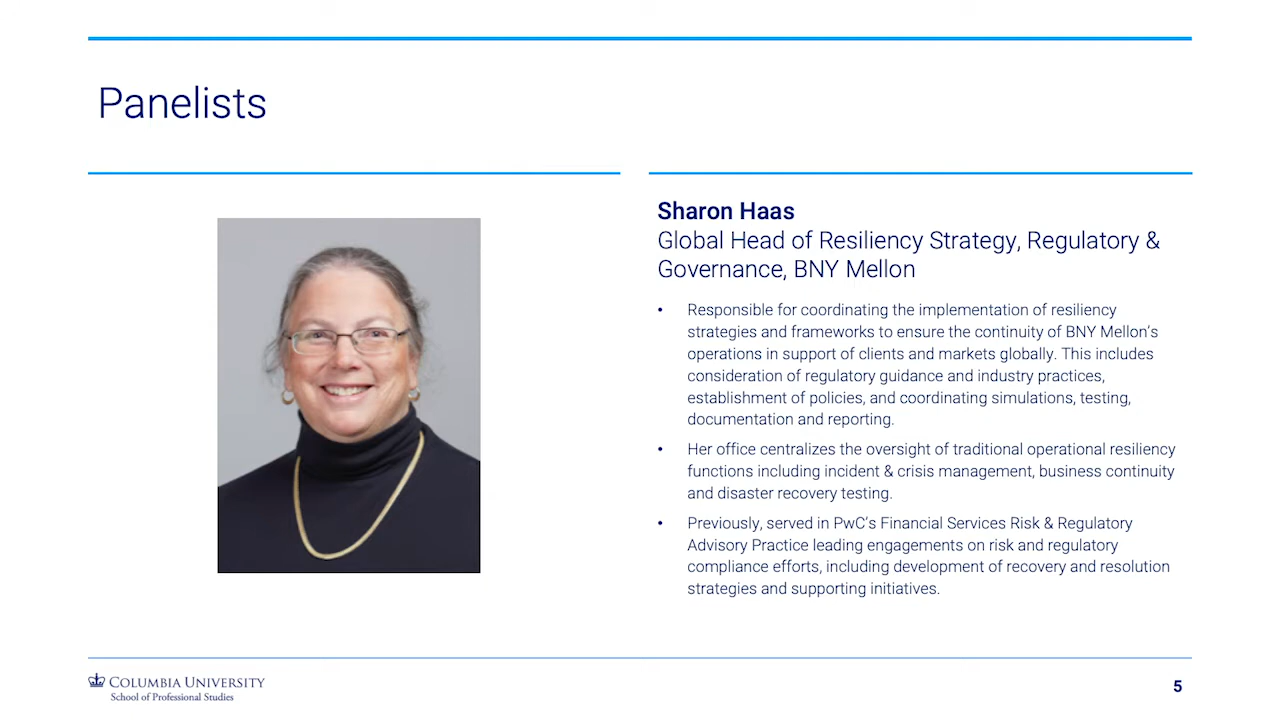 Panelists
Sharon Haas
Global Head of Resiliency Strategy, Regulatory &
Governance, BNY Mellon
• Responsible for coordinating the implementation of resiliency
strategies and frameworks to ensure the continuity of BNY Mellon's
operations in support of clients and markets globally. This includes
consideration of regulatory guidance and industry practices,
establishment of policies, and coordinating simulations, testing,
documentation and reporting.
• Her office centralizes the oversight of traditional operational resiliency
functions including incident & crisis management, business continuity
and disaster recovery testing.
• Previously, served in PwC's Financial Services Risk & Regulatory
Advisory Practice leading engagements on risk and regulatory
compliance efforts, including development of recovery and resolution
strategies and supporting initiatives.
COLUMBIA UNIVERSITY
School of Professional Studies
5